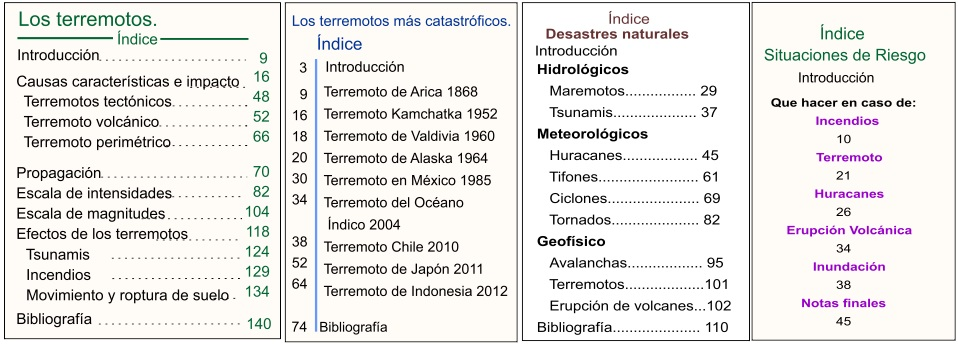 Los terremotos.
Índice
Introducción . . . . . . . . . . . . . . . . . . . 9
Causas características e impacto 16
Terremotos tectónicos 48
Terremoto volcánico 52
Terremoto perimétrico 66
Propagación 70
Escala de intensidades 82
Escala de magnitudes 104
Efectos de los terremotos 118
Tsunamis 124
Incendios 129
Movimiento y roptura de suelo 134
Bibliografía 140
Los terremotos más catastróficos.
Índice
3 Introducción
9 Terremoto de Arica 1868
16 Terremoto Kamchatka 1952
18 Terremoto de Valdivia 1960
20 Terremoto de Alaska 1964
30 Terremoto en México 1985
34 Terremoto del Océano
Índico 2004
38 Terremoto Chile 2010
52 Terremoto de Japón 2011
64 Terremoto de Indonesia 2012
74 Bibliografía
Índice
Desastres naturales
Introducción
Hidrológicos
Maremotos................. 29
Tsunamis.................... 37
Meteorológicos
Huracanes.................. 45
Tifones........................ 61
Ciclones...................... 69
Tornados..................... 82
Geofísico
Avalanchas.................. 95
Terremotos...................101
Erupción de volcanes...102
Bibliografía..................... 110
Índice
Situaciones de Riesgo
Introducción
Que hacer en caso de:
Incendios
10
Terremoto
21
Huracanes
26
Erupción Volcánica
34
Inundación
38
Notas finales
45